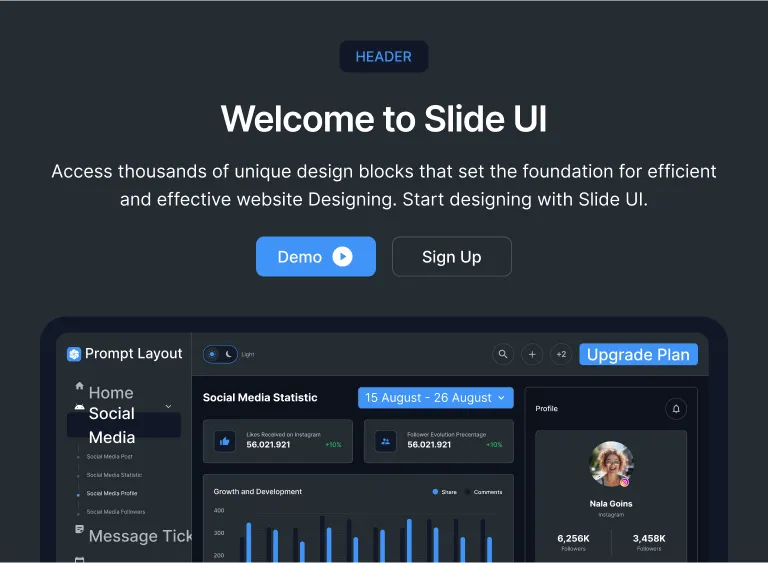 HEADER
Welcome to Slide UI
Access thousands of unique design blocks that set the foundation for efficient
and effective website Designing. Start designing with Slide UI.
Demo
Sign Up
Prompt Layout
Light
+2
Upgrade Plan
Home
Social
Media
Social Media Post
Social Media Statistic
Social Media Profile
Social Media Followers
Message Tick
Social Media Statistic
15 August - 26 August
Likes Received on Instagram
56.021.921
+10%
Follower Evolution Precentage
56.021.921
+10%
Growth and Development
Share
Comments
400
300
200
Profile
Nala Goins
Instagram
6,256K
Followers
3,458K
Followers